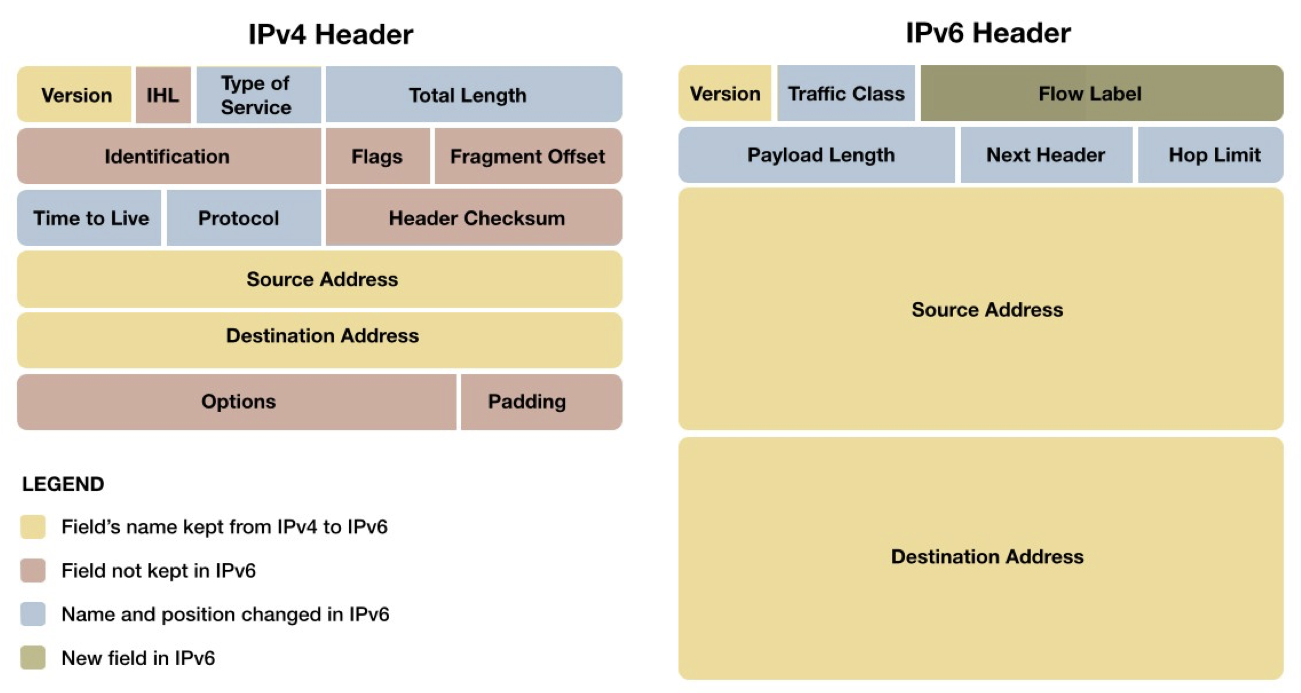 IPv4 Header
Version
IHL
Type of
Service
Total Length
Identification
Flags
Fragment Offset
Time to Live
Protocol
Header Checksum
Source Address
Destination Address
Options
Padding
LEGEND
Field’s name kept from IPv4 to IPv6
Field not kept in IPv6
Name and position changed in IPv6
New field in IPv6
IPv6 Header
Version
Traffic Class
Flow Label
Payload Length
Next Header
Hop Limit
Source Address
Destination Address